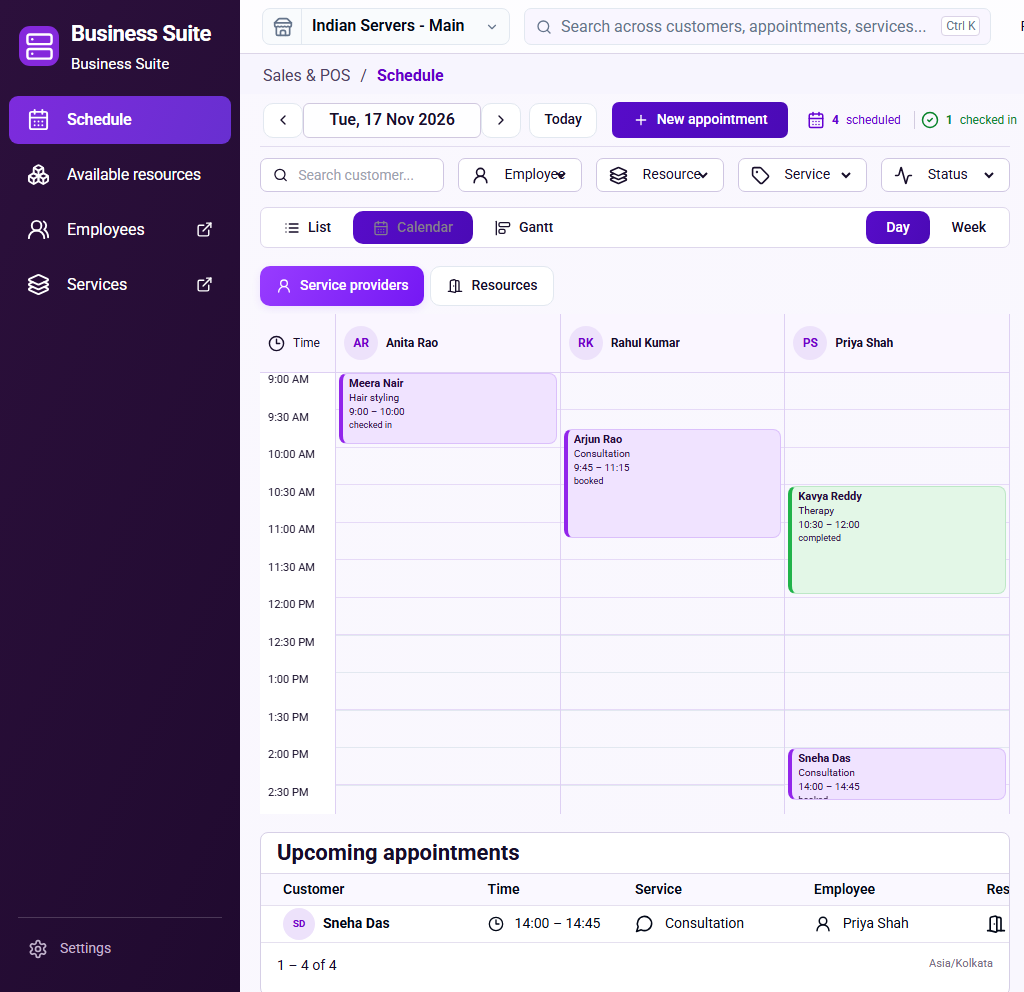 Business Suite
Business Suite
Schedule
Available resources
Employees
Services
Settings
Indian Servers - Main
Search across customers, appointments, services...
Ctrl K
Sales & POS / Schedule
Tue, 17 Nov 2026
Today
New appointment
4 scheduled
1 checked in
Search customer...
Employee
Resource
Service
Status
List
Calendar
Gantt
Day
Week
Service providers
Resources
Time
AR Anita Rao
RK Rahul Kumar
PS Priya Shah
9:00 AM
9:30 AM
10:00 AM
10:30 AM
11:00 AM
11:30 AM
12:00 PM
12:30 PM
1:00 PM
1:30 PM
2:00 PM
2:30 PM
Meera Nair
Hair styling
9:00 – 10:00
checked in
Arjun Rao
Consultation
9:45 – 11:15
booked
Kavya Reddy
Therapy
10:30 – 12:00
completed
Sneha Das
Consultation
14:00 – 14:45
booked
Upcoming appointments
Customer Time Service Employee Res
SD Sneha Das 14:00 – 14:45 Consultation Priya Shah
1 – 4 of 4
Asia/Kolkata